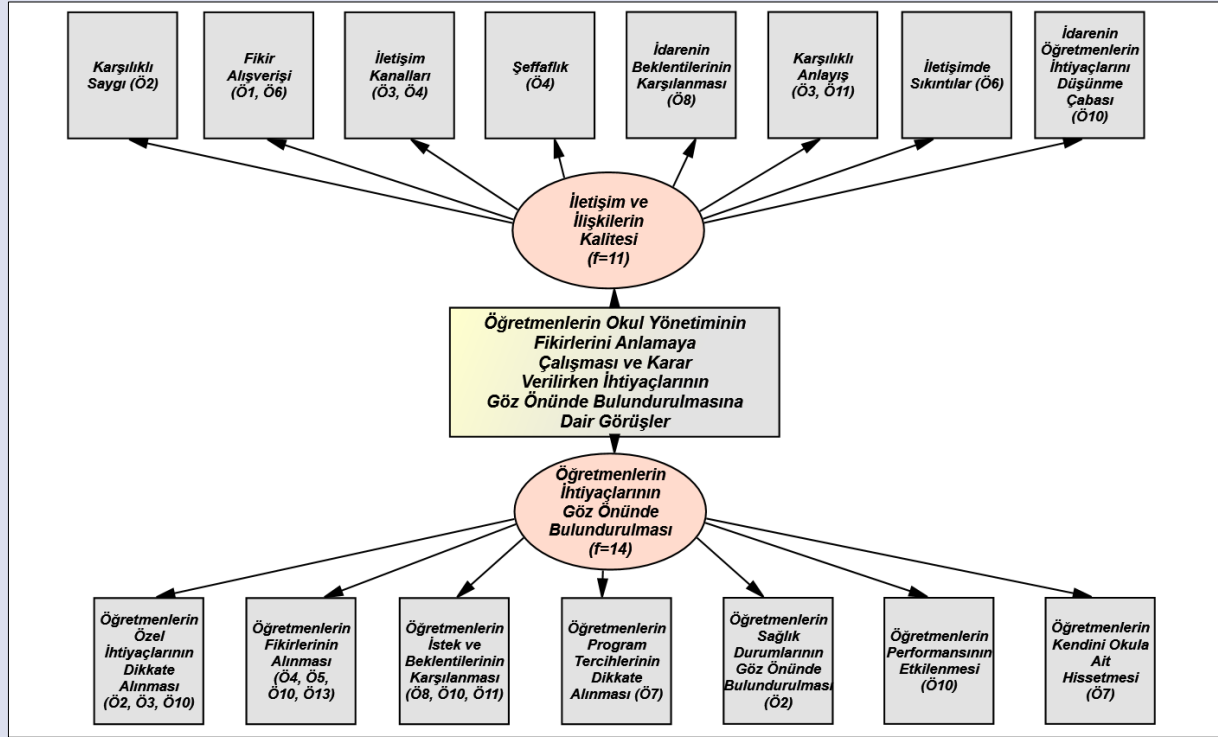 Karşılıklı
Saygı (Ö2)
Fikir
Alışverişi
(Ö1, Ö6)
İletişim
Kanalları
(Ö3, Ö4)
Şeffaflık
(Ö4)
İdarenin
Beklentilerinin
Karşılanması
(Ö8)
Karşılıklı
Anlayış
(Ö3, Ö11)
İletişimde
Sıkıntılar (Ö6)
İdarenin
Öğretmenlerin
İhtiyaçlarını
Düşünme
Çabası
(Ö10)
İletişim ve
İlişkilerin
Kalitesi
(f=11)
Öğretmenlerin Okul Yönetiminin
Fikirlerini Anlamaya
Çalışması ve Karar
Verilirken İhtiyaçlarının
Göz Önünde Bulundurulmasına
Dair Görüşler
Öğretmenlerin
İhtiyaçlarının
Göz Önünde
Bulundurulması
(f=14)
Öğretmenlerin
Özel
İhtiyaçlarının
Dikkate
Alınması
(Ö2, Ö3, Ö10)
Öğretmenlerin
Fikirlerinin
Alınması
(Ö4, Ö5,
Ö10, Ö13)
Öğretmenlerin
İstek ve
Beklentilerinin
Karşılanması
(Ö8, Ö10, Ö11)
Öğretmenlerin
Program
Tercihlerinin
Dikkate
Alınması (Ö7)
Öğretmenlerin
Sağlık
Durumlarının
Göz Önünde
Bulundurulması
(Ö2)
Öğretmenlerin
Performansının
Etkilenmesi
(Ö10)
Öğretmenlerin
Kendini Okula
Ait
Hissetmesi
(Ö7)